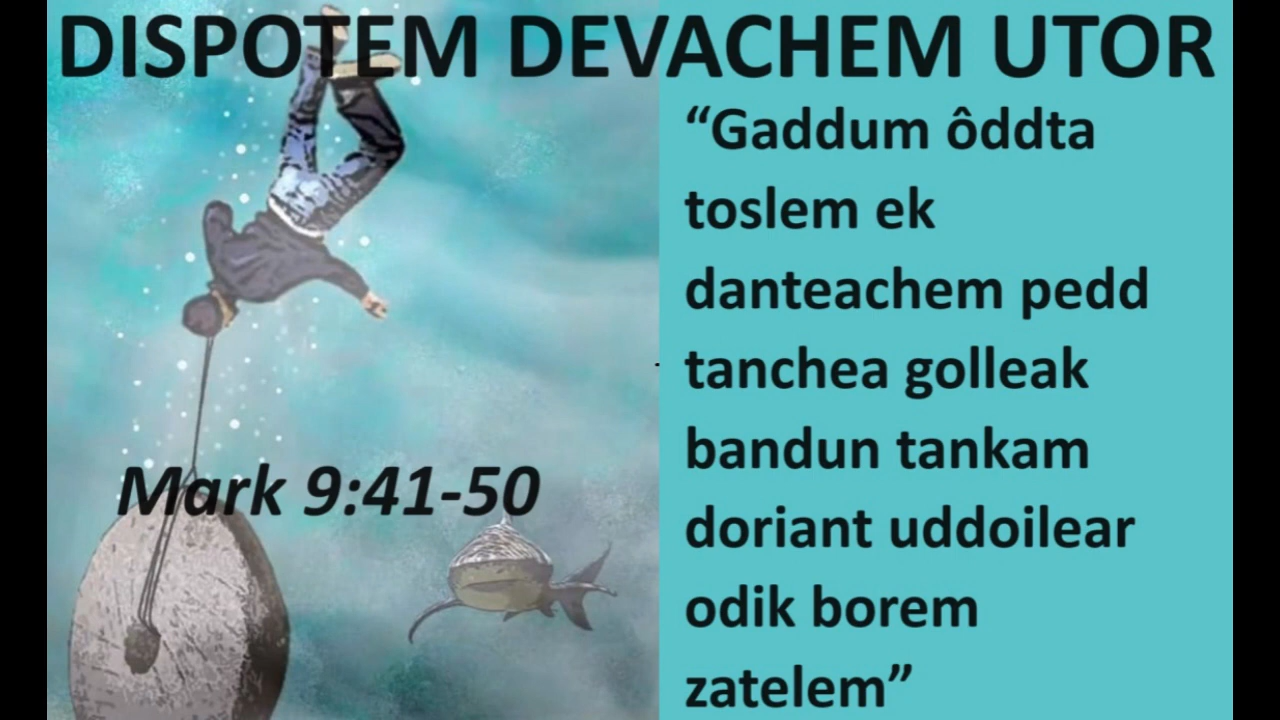 DISPOTEM DEVACHEM UTOR
“Gaddum ôddta
toslem ek
danteachem pedd
tanchea golleak
bandun tankam
doriant uddoilear
odik borem
zatelem”
Mark 9:41-50